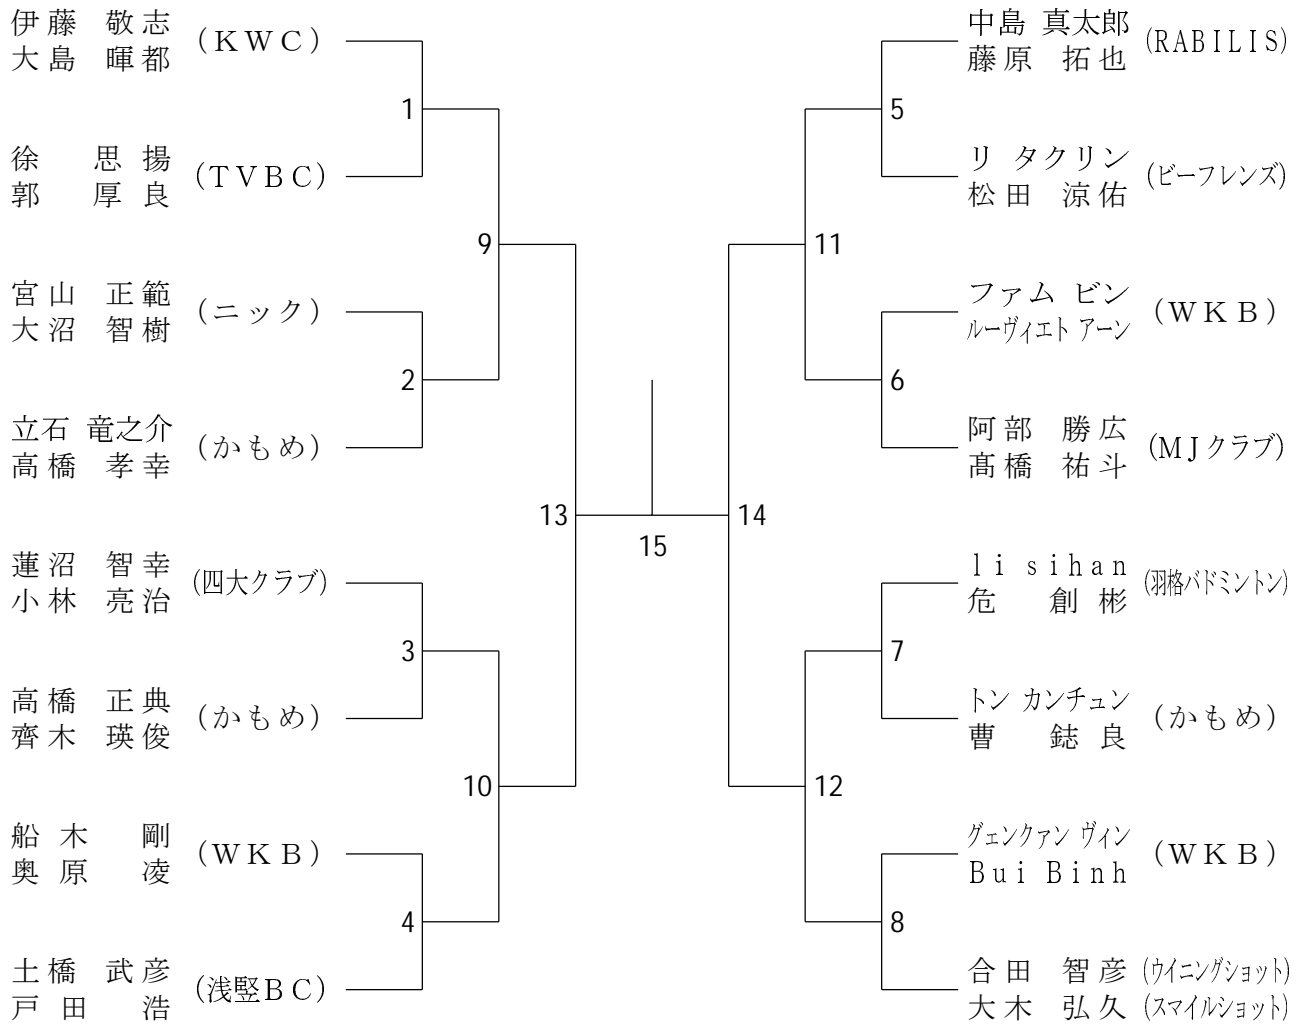 伊藤 敬志
大島 暉都
(KWC)
1
徐 思揚
郭 厚良
(TVBC)
9
宮山 正範
大沼 智樹
(ニック)
2
立石 竜之介
高橋 孝幸
(かもめ)
13
蓮沼 智幸
小林 亮治
(四大クラブ)
3
高橋 正典
齊木 瑛俊
(かもめ)
10
船木 剛
奥原 凌
(WKB)
4
土橋 武彦
戸田 浩
(浅竪BC)
15
中島 真太郎
藤原 拓也
(RABILIS)
5
リ タクリン
松田 涼佑
(ビーフレンズ)
11
ファム ビン
ルーヴィエト アーン
(WKB)
6
阿部 勝広
髙橋 祐斗
(MJクラブ)
14
li sihan
危 創彬
(羽格バドミントン)
7
トン カンチュン
曹 鋕良
(かもめ)
12
グェンクァン ヴィン
Bui Binh
(WKB)
8
合田 智彦 (ウイニングショット)
大木 弘久 (スマイルショット)